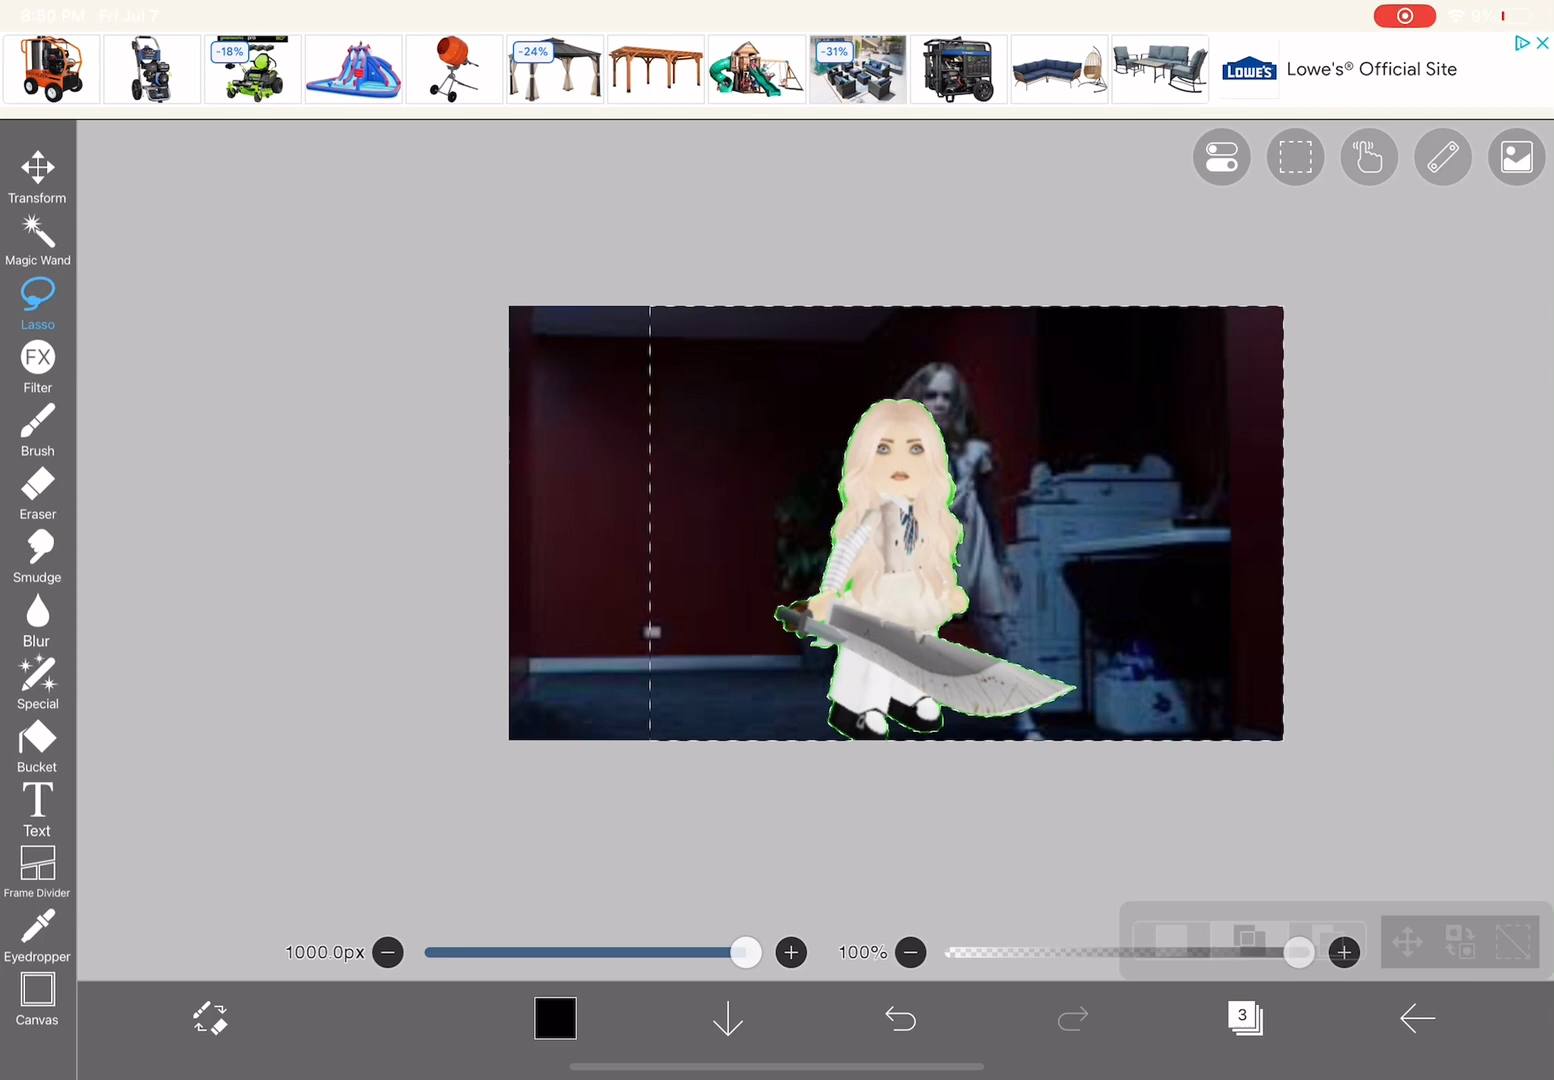 8:50 PM Fri Jul 7
9%
-18%
-24%
-31%
LOWE'S
Lowe's® Official Site
Transform
Magic Wand
Lasso
FX
Filter
Brush
Eraser
Smudge
Blur
Special
Bucket
T
Text
Frame Divider
Eyedropper
Canvas
1000.0px
100%
3